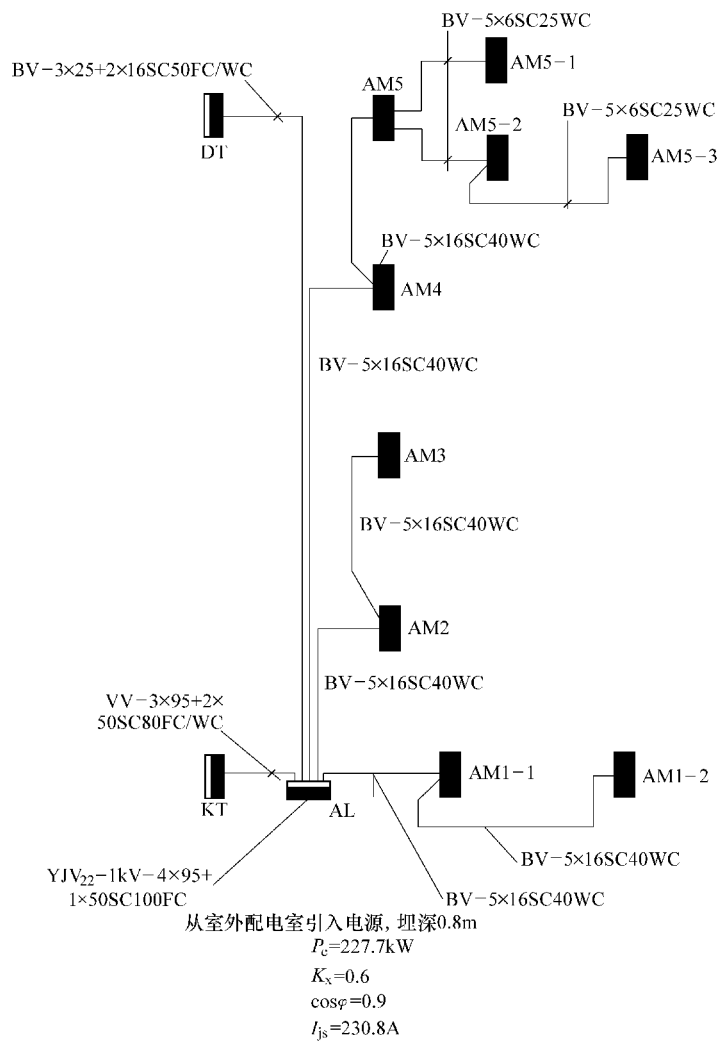 BV-5×6SC25WC
AM5-1
BV-3×25+2×16SC50FC/WC
AM5
DT
AM5-2
BV-5×6SC25WC
AM5-3
BV-5×16SC40WC
AM4
BV-5×16SC40WC
AM3
BV-5×16SC40WC
AM2
BV-5×16SC40WC
VV-3×95+2×
50SC80FC/WC
KT
AL
AM1-1
AM1-2
BV-5×16SC40WC
YJV₂₂-1kV-4×95+
1×50SC100FC
BV-5×16SC40WC
从室外配电室引入电源, 埋深0.8m
Pₑ=227.7kW
Kₓ=0.6
cosφ=0.9
Ijs=230.8A